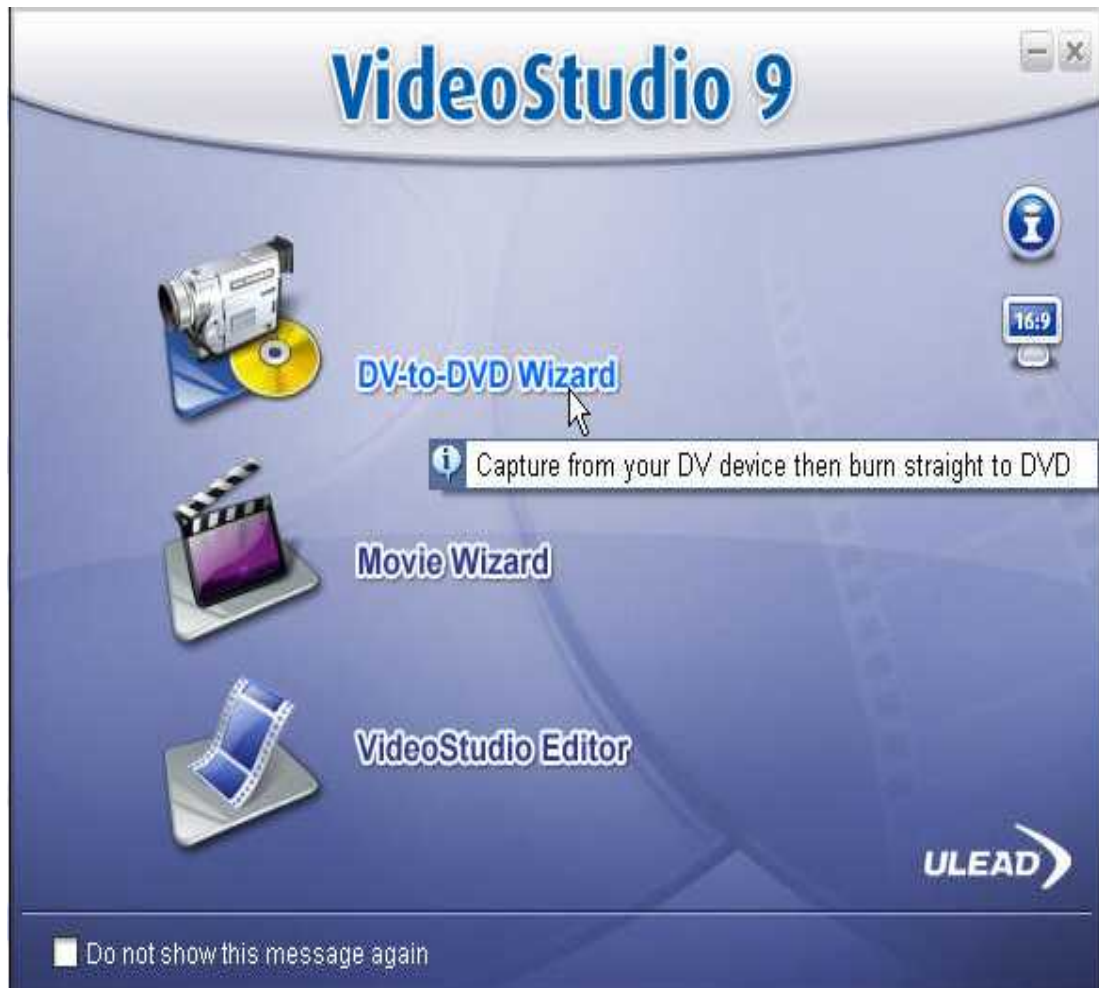 VideoStudio 9
16:9
DV-to-DVD Wizard
Capture from your DV device then burn straight to DVD
Movie Wizard
VideoStudio Editor
ULEAD
Do not show this message again